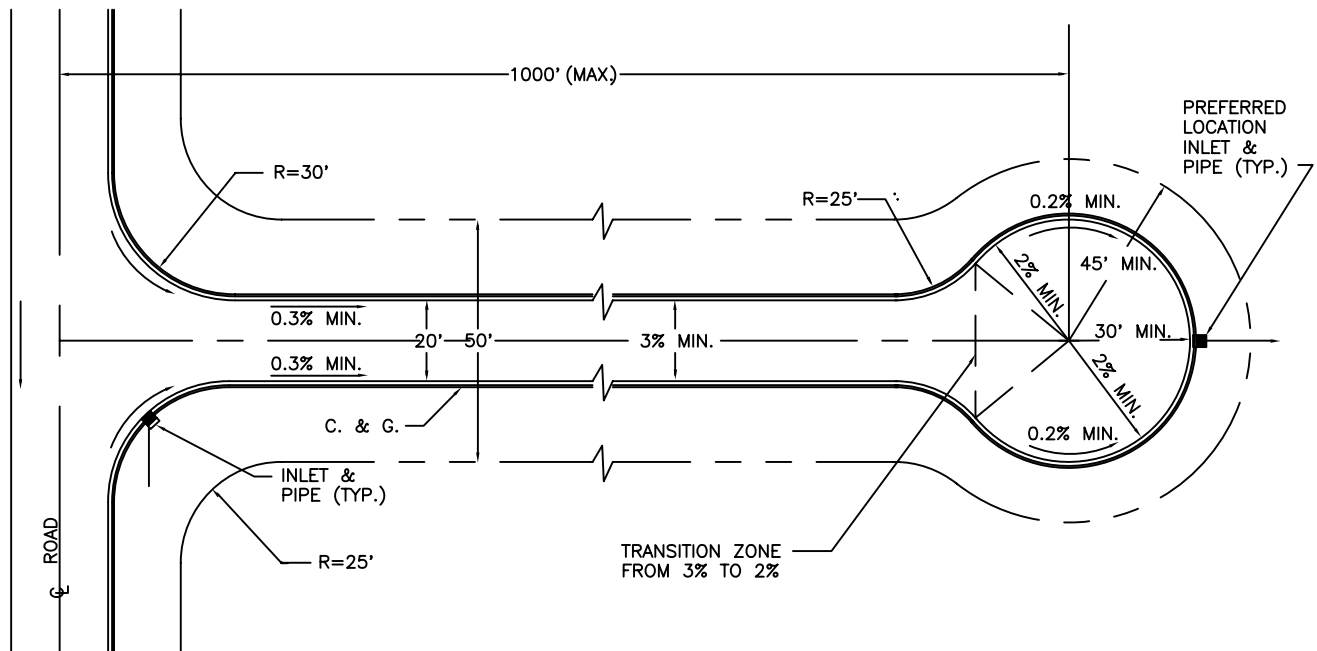 1000' (MAX.)
PREFERRED
LOCATION
INLET &
PIPE (TYP.)
R=30'
R=25'
0.2% MIN.
45' MIN.
2% MIN.
0.3% MIN.
20'
50'
3% MIN.
30' MIN.
0.3% MIN.
2% MIN.
C. & G.
0.2% MIN.
INLET &
PIPE (TYP.)
R=25'
TRANSITION ZONE
FROM 3% TO 2%
℄ ROAD